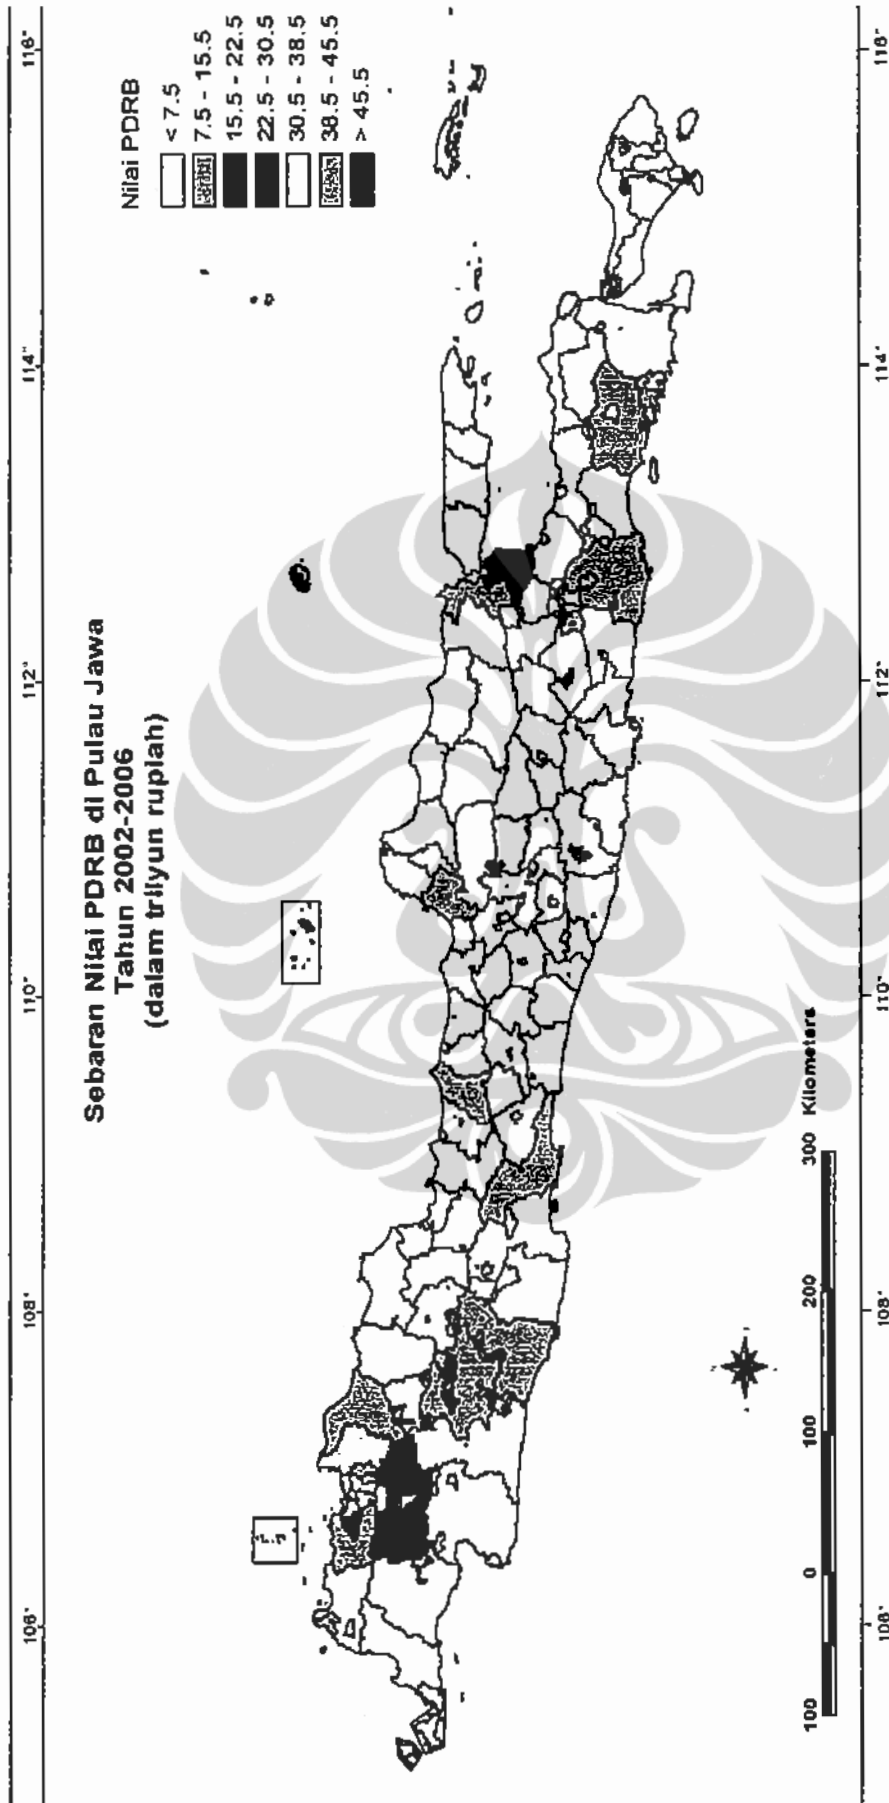 Sebaran Nilai PDRB di Pulau Jawa
Tahun 2002-2006
(dalam trilyun rupiah)
Nilai PDRB
< 7.5
7.5 - 15.5
15.5 - 22.5
22.5 - 30.5
30.5 - 38.5
38.5 - 45.5
> 45.5
106°
108°
110°
112°
114°
116°
100 0 100 200 300 Kilometers
106°
108°
110°
112°
114°
116°